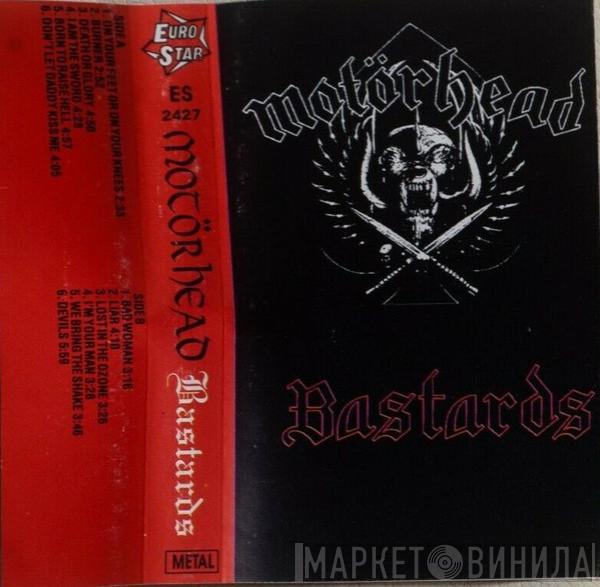 SIDE A
1. ON YOUR FEET OR ON YOUR KNEES 2:33
2. BURNER 2:52
3. DEATH OR GLORY 4:50
4. I AM THE SWORD 4:28
5. BORN TO RAISE HELL 4:57
6. DON'T LET DADDY KISS ME 4:05
SIDE B
1. BAD WOMAN 3:16
2. LIAR 4:10
3. LOST IN THE OZONE 3:26
4. I'M YOUR MAN 3:28
5. WE BRING THE SHAKE 3:46
6. DEVILS 5:59
EURO
STAR
ES
2427
MOTÖRHEAD Bastards
METAL
motörhead
Bastards
МАРКЕТ ВИНИЛА